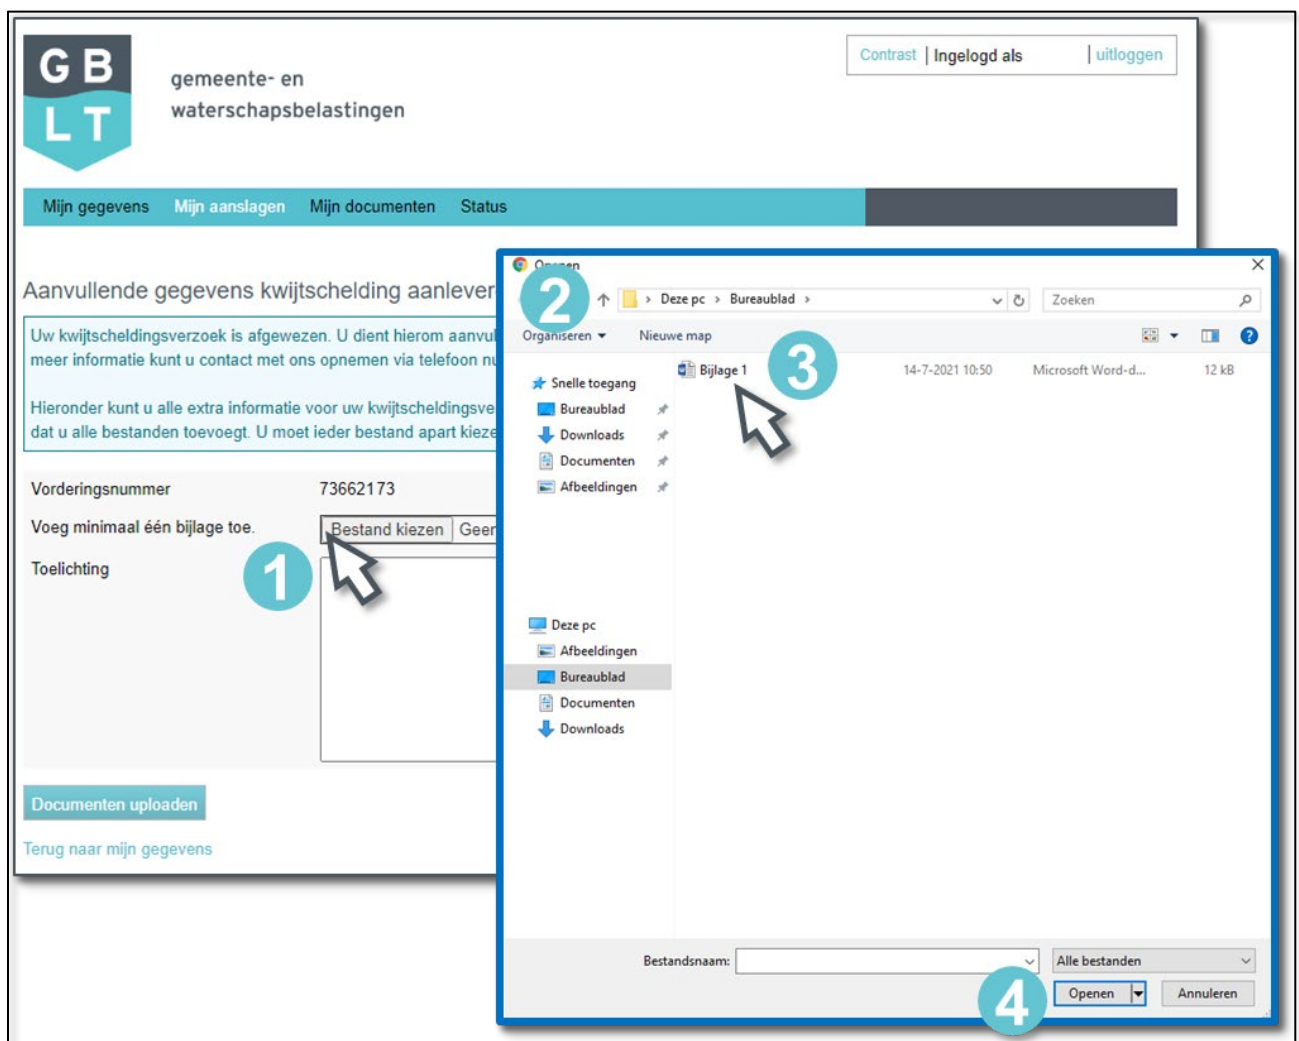 GB
LT
gemeente- en
waterschapsbelastingen
Contrast | Ingelogd als | uitloggen
Mijn gegevens Mijn aanslagen Mijn documenten Status
Aanvullende gegevens kwijtschelding aanlever
Uw kwijtscheldingsverzoek is afgewezen. U dient hierom aanvul
meer informatie kunt u contact met ons opnemen via telefoon nu
Hieronder kunt u alle extra informatie voor uw kwijtscheldingsve
dat u alle bestanden toevoegt. U moet ieder bestand apart kieze
Vorderingsnummer 73662173
Voeg minimaal één bijlage toe. Bestand kiezen Geen
1
Toelichting
Documenten uploaden
Terug naar mijn gegevens
Openen
2
Deze pc > Bureaublad > Zoeken
Organiseren Nieuwe map
3
Bijlage 1 14-7-2021 10:50 Microsoft Word-d... 12 kB
Snelle toegang
Bureaublad
Downloads
Documenten
Afbeeldingen
Deze pc
Afbeeldingen
Bureaublad
Documenten
Downloads
Bestandsnaam: Alle bestanden
4
Openen Annuleren